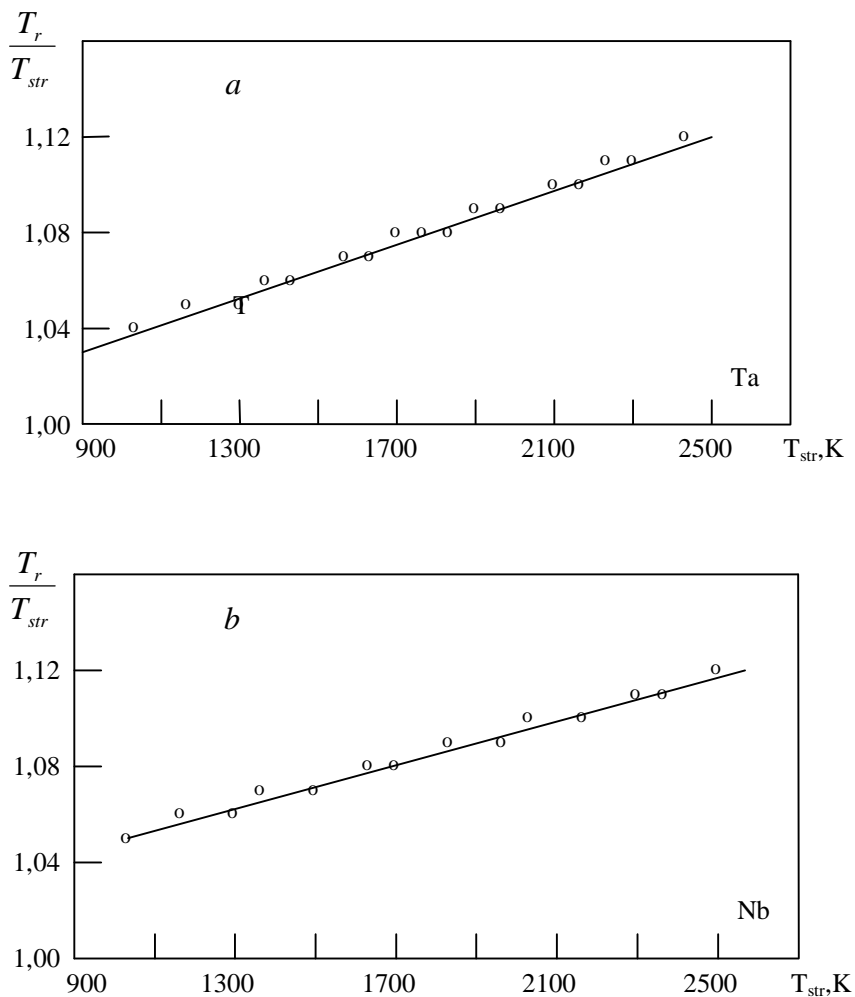 T_r
T_str
a
1,12
1,08
1,04
T
Ta
1,00
900 1300 1700 2100 2500 T_str,K
T_r
T_str
b
1,12
1,08
1,04
Nb
1,00
900 1300 1700 2100 2500 T_str,K